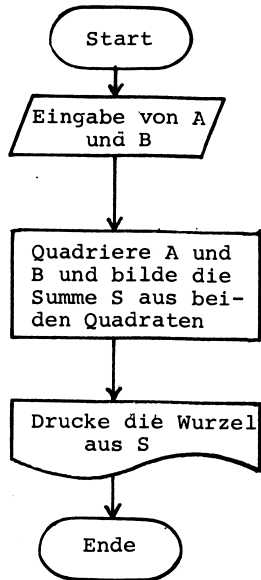 Start
Eingabe von A
und B
Quadriere A und
B und bilde die
Summe S aus bei-
den Quadraten
Drucke die Wurzel
aus S
Ende